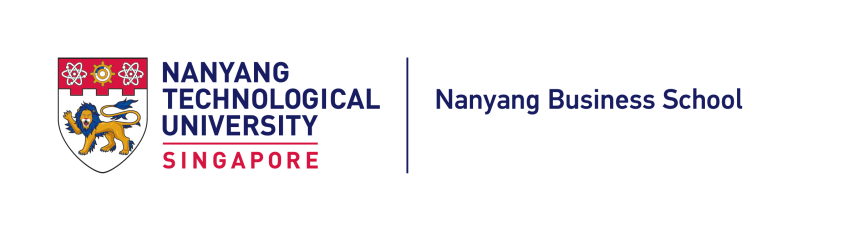 NANYANG
TECHNOLOGICAL
UNIVERSITY
SINGAPORE
Nanyang Business School